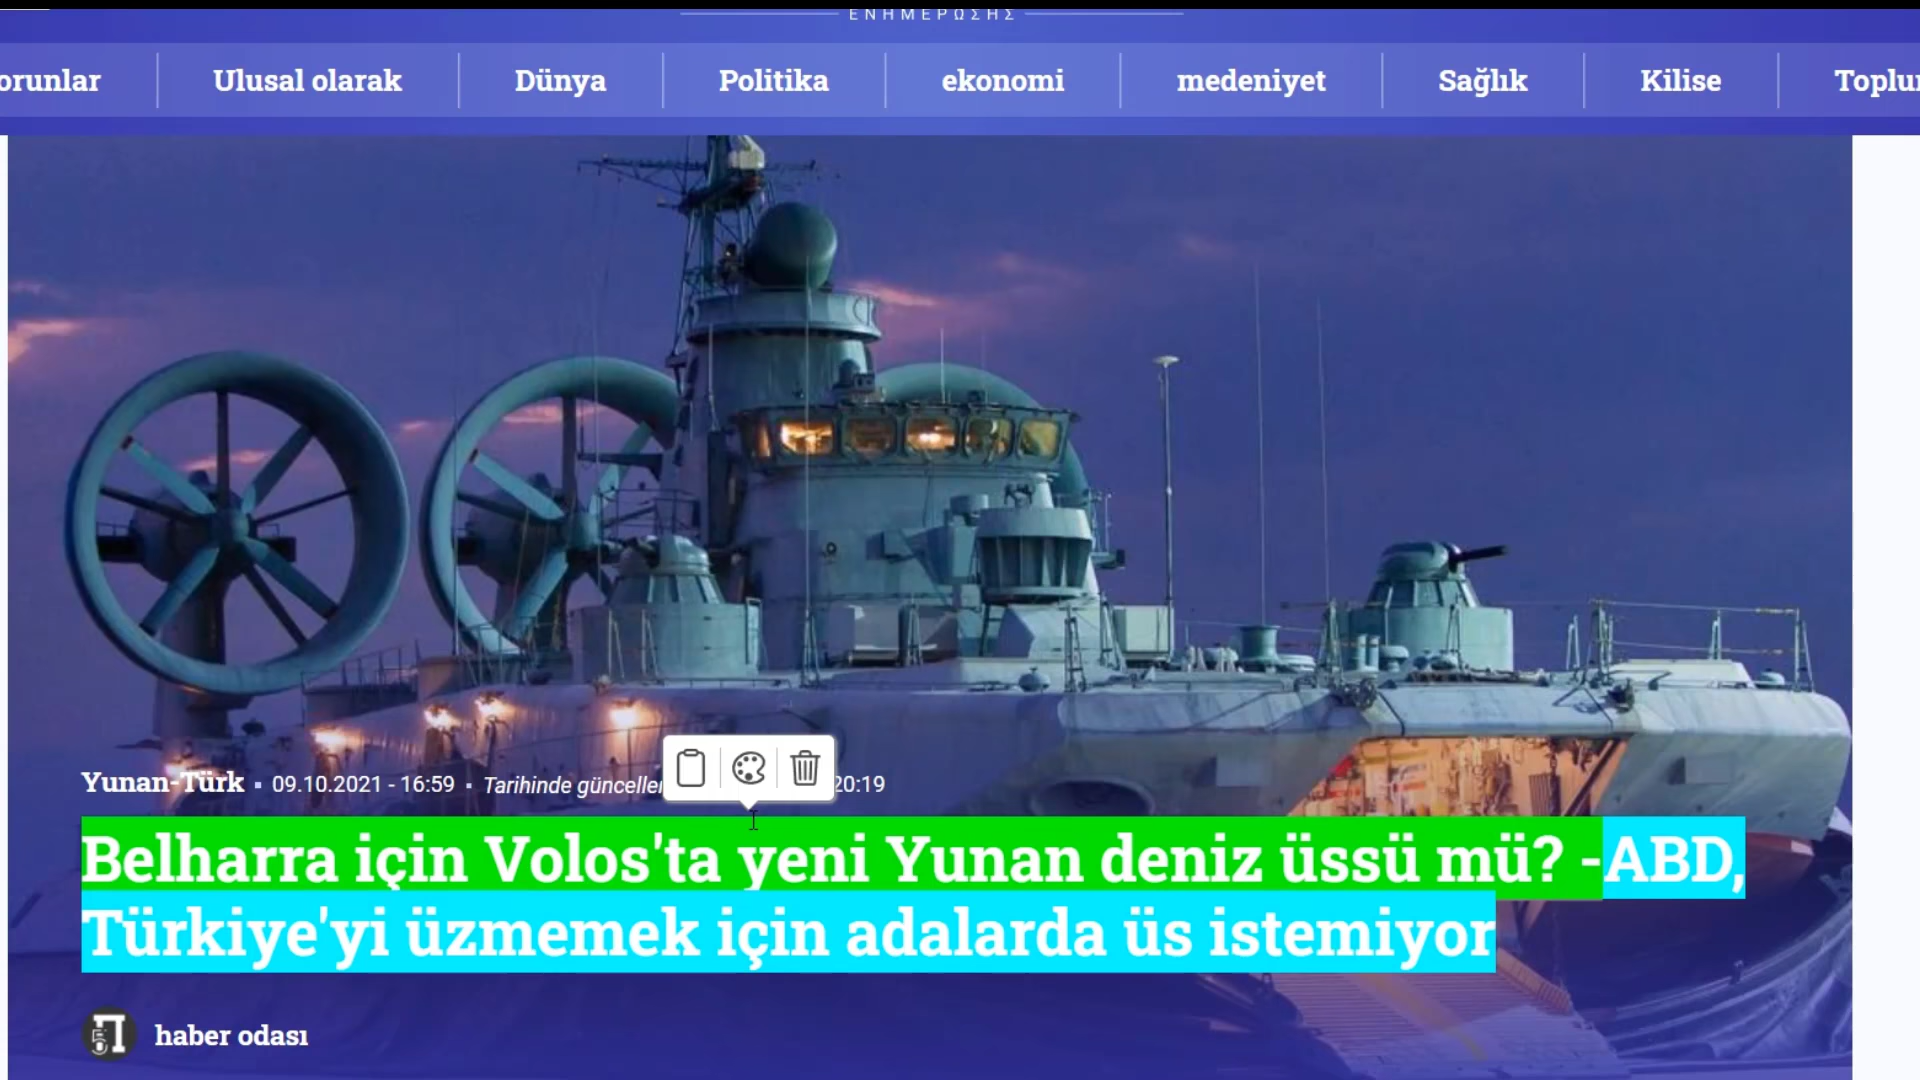 ΕΝΗΜΕΡΩΣΗΣ
orunlar Ulusal olarak Dünya Politika ekonomi medeniyet Sağlık Kilise
Yunan-Türk ▪ 09.10.2021 - 16:59 ▪ Tarihinde 20:19
Belharra için Volos'ta yeni Yunan deniz üssü mü? -ABD,
Türkiye'yi üzmemek için adalarda üs istemiyor
haber odası